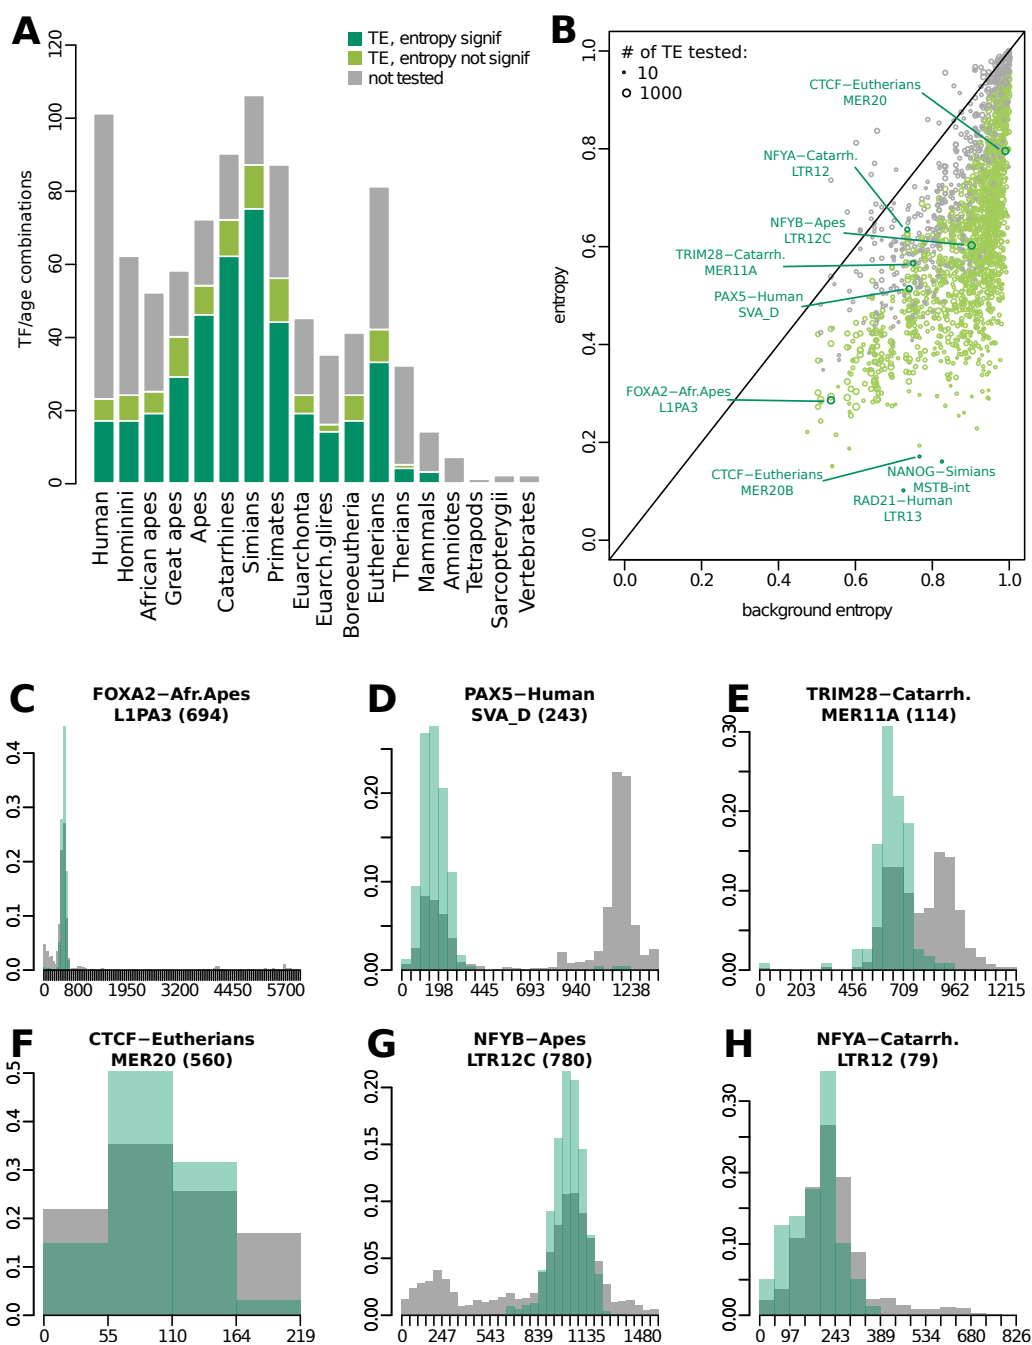 A
TF/age combinations
0
20
40
60
80
100
120
TE, entropy signif
TE, entropy not signif
not tested
Human
Hominini
African apes
Great apes
Apes
Catarrhines
Simians
Primates
Euarchonta
Euarch.glires
Boreoeutheria
Eutherians
Therians
Mammals
Amniotes
Tetrapods
Sarcopterygii
Vertebrates
B
# of TE tested:
10
1000
entropy
0.0
0.2
0.4
0.6
0.8
1.0
CTCF−Eutherians
MER20
NFYA−Catarrh.
LTR12
NFYB−Apes
LTR12C
TRIM28−Catarrh.
MER11A
PAX5−Human
SVA_D
FOXA2−Afr.Apes
L1PA3
CTCF−Eutherians
MER20B
NANOG−Simians
MSTB-int
RAD21−Human
LTR13
0.0 0.2 0.4 0.6 0.8 1.0
background entropy
C
FOXA2−Afr.Apes
L1PA3 (694)
0.0
0.1
0.2
0.3
0.4
0 800 1950 3200 4450 5700
D
PAX5−Human
SVA_D (243)
0.00
0.10
0.20
0 198 445 693 940 1238
E
TRIM28−Catarrh.
MER11A (114)
0.00
0.10
0.20
0.30
0 203 456 709 962 1215
F
CTCF−Eutherians
MER20 (560)
0.0
0.1
0.2
0.3
0.4
0.5
0 55 110 164 219
G
NFYB−Apes
LTR12C (780)
0.00
0.05
0.10
0.15
0.20
0 247 543 839 1135 1480
H
NFYA−Catarrh.
LTR12 (79)
0.00
0.10
0.20
0.30
0 97 243 389 534 680 826